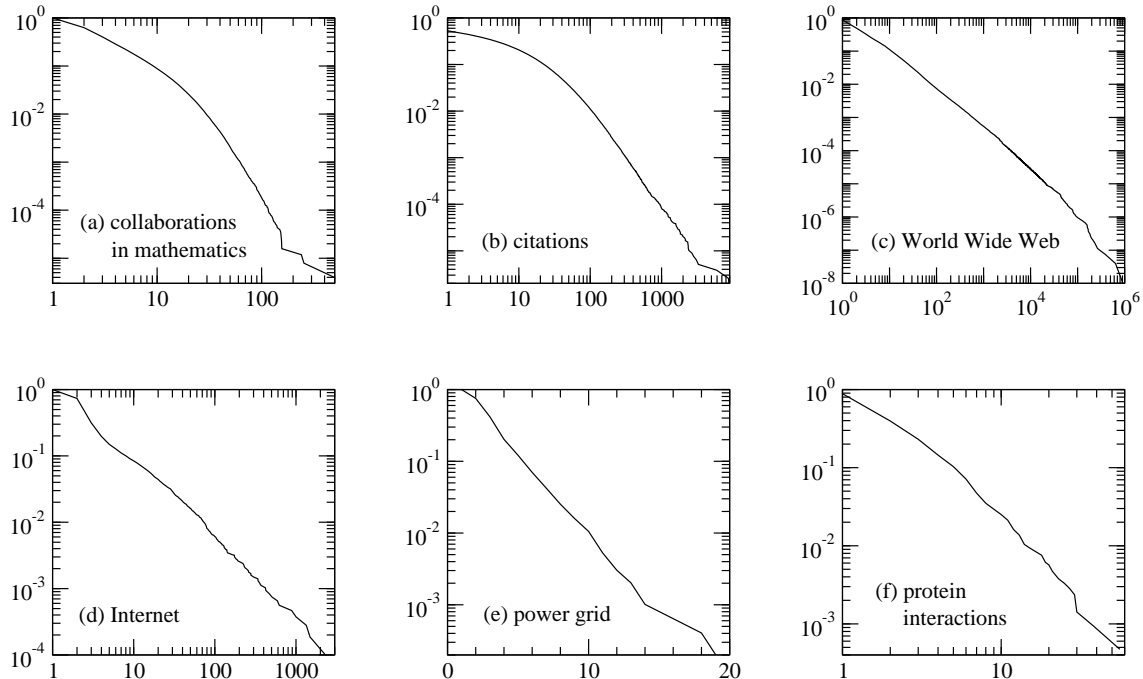 10^0
10^-2
10^-4
1 10 100
(a) collaborations
in mathematics
10^0
10^-2
10^-4
1 10 100 1000
(b) citations
10^0
10^-2
10^-4
10^-6
10^-8
10^0 10^2 10^4 10^6
(c) World Wide Web
10^0
10^-1
10^-2
10^-3
10^-4
1 10 100 1000
(d) Internet
10^0
10^-1
10^-2
10^-3
0 10 20
(e) power grid
10^0
10^-1
10^-2
10^-3
1 10
(f) protein
interactions